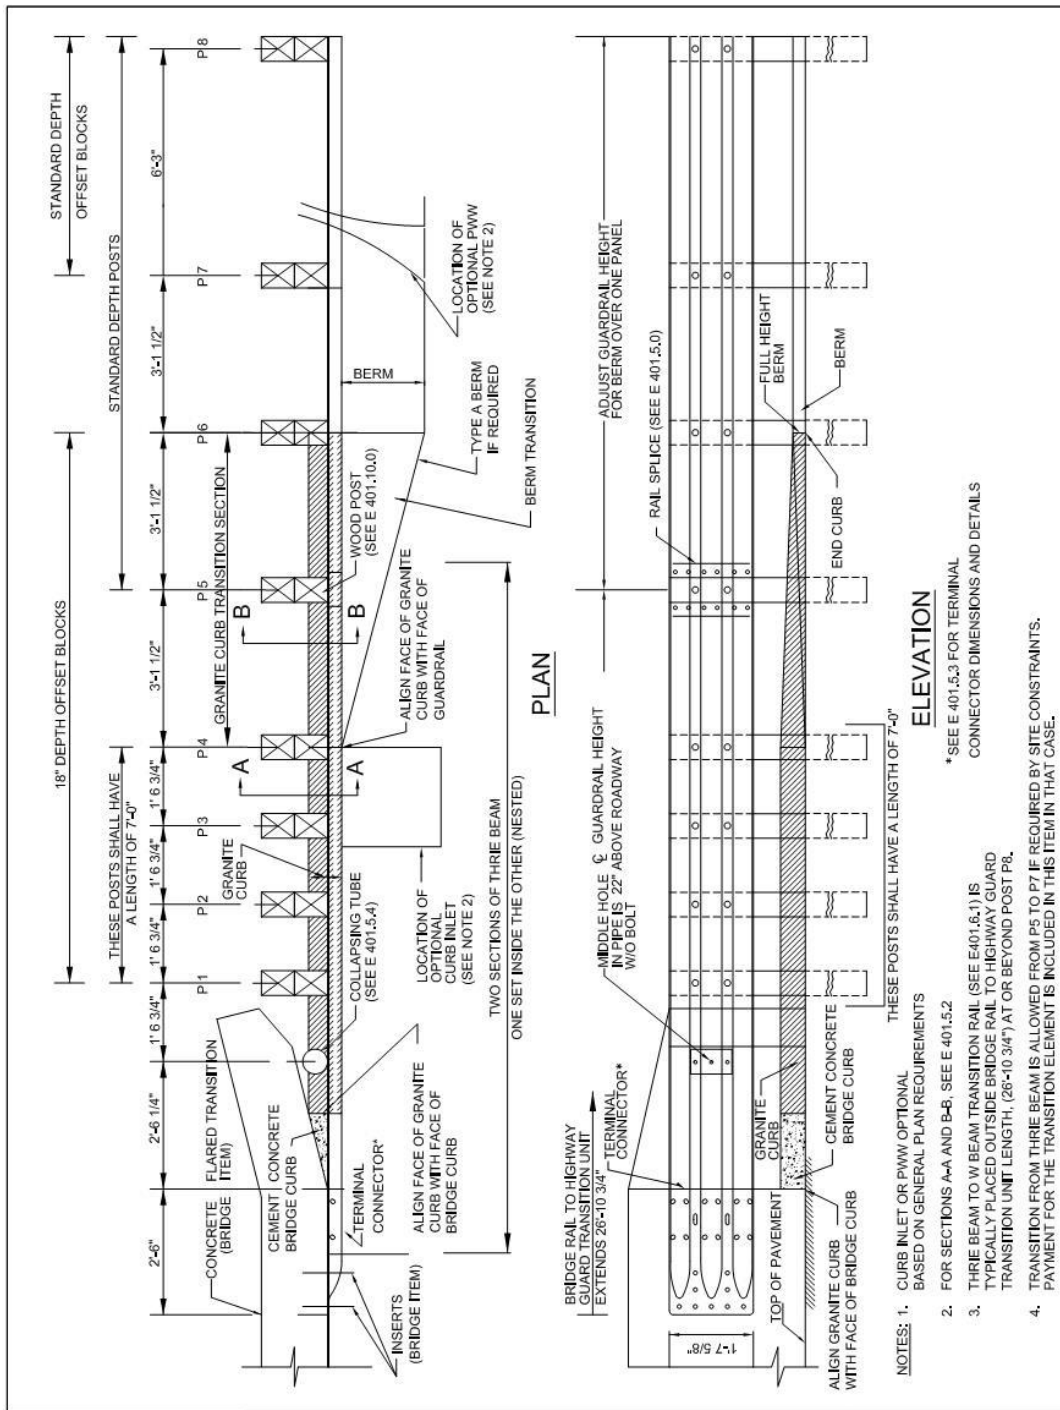 STANDARD DEPTH
OFFSET BLOCKS
STANDARD DEPTH POSTS
18" DEPTH OFFSET BLOCKS
THESE POSTS SHALL HAVE
A LENGTH OF 7'-0"
GRANITE CURB TRANSITION SECTION
2'-6"
2'-6 1/4"
1' 6 3/4"
1' 6 3/4"
1' 6 3/4"
1' 6 3/4"
3'-1 1/2"
3'-1 1/2"
3'-1 1/2"
6'-3"
P1
P2
P3
P4
P5
P6
P7
P8
CONCRETE
(BRIDGE)
FLARED TRANSITION
ITEM)
CEMENT CONCRETE
BRIDGE CURB
COLLAPSING TUBE
(SEE E 401.5.4)
GRANITE
CURB
A
A
B
B
WOOD POST
(SEE E 401.10.0)
BERM
TYPE A BERM
IF REQUIRED
BERM TRANSITION
LOCATION OF
OPTIONAL PWW
(SEE NOTE 2)
INSERTS
(BRIDGE ITEM)
TERMINAL
CONNECTOR*
ALIGN FACE OF GRANITE
CURB WITH FACE OF
BRIDGE CURB
LOCATION OF
OPTIONAL
CURB INLET
(SEE NOTE 2)
ALIGN FACE OF GRANITE
CURB WITH FACE OF
GUARDRAIL
TWO SECTIONS OF THRIE BEAM
ONE SET INSIDE THE OTHER (NESTED)
PLAN
BRIDGE RAIL TO HIGHWAY
GUARD TRANSITION UNIT
EXTENDS 26'-10 3/4"
TERMINAL
CONNECTOR*
MIDDLE HOLE ℄ GUARDRAIL HEIGHT
IN PIPE IS 22" ABOVE ROADWAY
W/O BOLT
ADJUST GUARDRAIL HEIGHT
FOR BERM OVER ONE PANEL
RAIL SPLICE (SEE E 401.5.0)
1'-7 5/8"
TOP OF PAVEMENT
GRANITE
CURB
FULL HEIGHT
BERM
BERM
END CURB
ALIGN GRANITE CURB
WITH FACE OF BRIDGE CURB
CEMENT CONCRETE
BRIDGE CURB
THESE POSTS SHALL HAVE A LENGTH OF 7'-0"
ELEVATION
*SEE E 401.5.3 FOR TERMINAL
CONNECTOR DIMENSIONS AND DETAILS
NOTES: 1. CURB INLET OR PWW OPTIONAL
BASED ON GENERAL PLAN REQUIREMENTS
2. FOR SECTIONS A-A AND B-B, SEE E 401.5.2
3. THRIE BEAM TO W BEAM TRANSITION RAIL (SEE E401.6.1) IS
TYPICALLY PLACED OUTSIDE BRIDGE RAIL TO HIGHWAY GUARD
TRANSITION UNIT LENGTH, (26'-10 3/4") AT OR BEYOND POST P8.
4. TRANSITION FROM THRIE BEAM IS ALLOWED FROM P5 TO P7 IF REQUIRED BY SITE CONSTRAINTS.
PAYMENT FOR THE TRANSITION ELEMENT IS INCLUDED IN THIS ITEM IN THAT CASE.